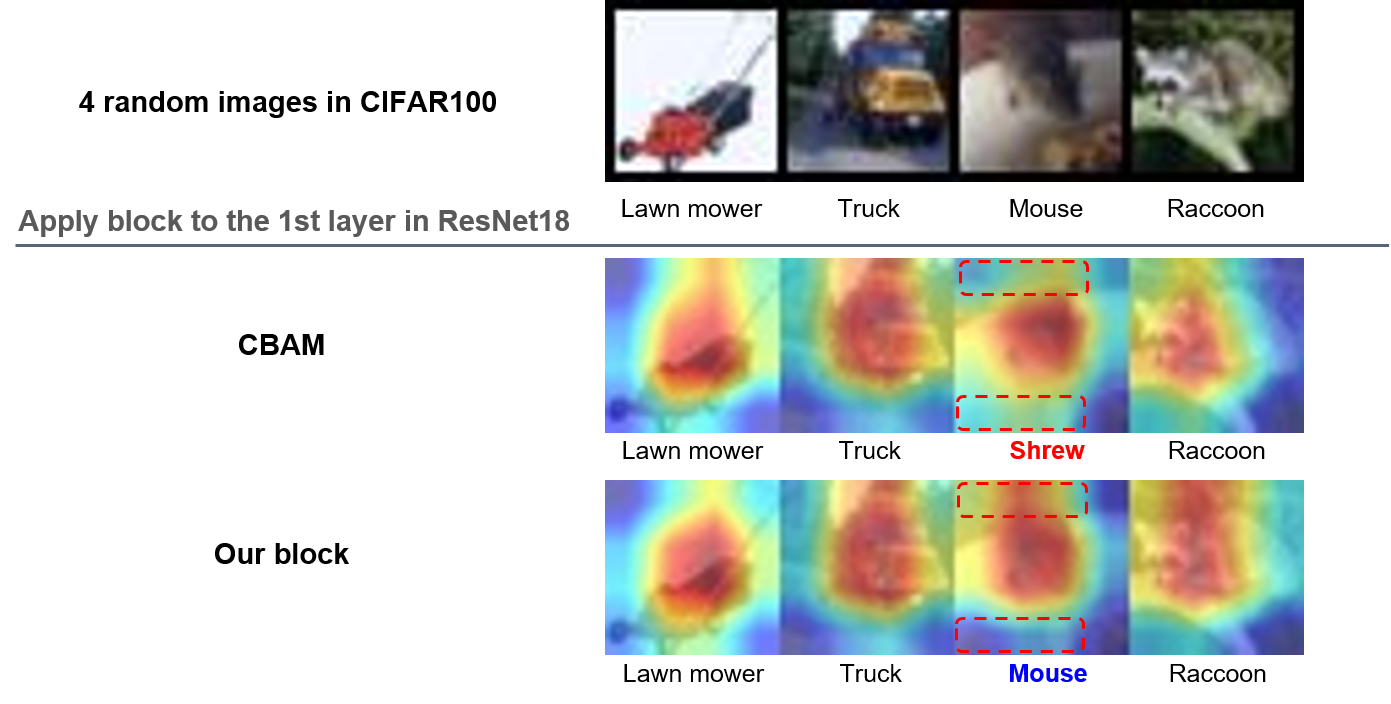 4 random images in CIFAR100
Lawn mower Truck Mouse Raccoon
Apply block to the 1st layer in ResNet18
CBAM
Lawn mower Truck Shrew Raccoon
Our block
Lawn mower Truck Mouse Raccoon